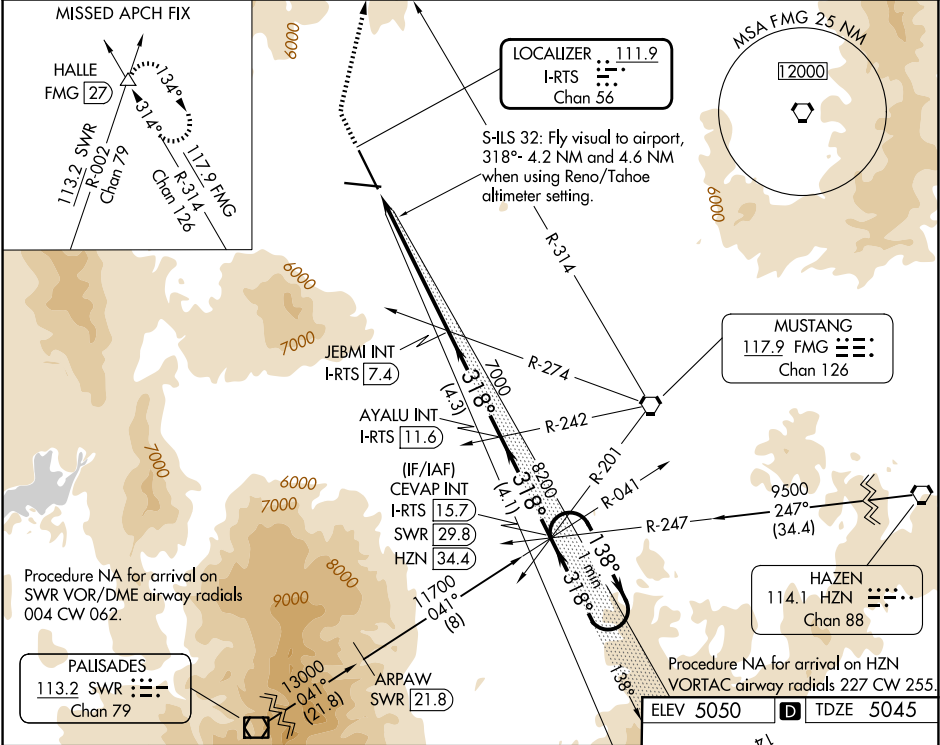 MISSED APCH FIX
HALLE
FMG 27
134°
314°
113.2 SWR
R-002
Chan 79
117.9 FMG
R-314
Chan 126
6000
LOCALIZER 111.9
I-RTS
Chan 56
S-ILS 32: Fly visual to airport,
318°- 4.2 NM and 4.6 NM
when using Reno/Tahoe
altimeter setting.
MSA FMG 25 NM
12000
6000
R-314
6000
7000
JEBMI INT
I-RTS 7.4
R-274
7000
318°
(4.3)
MUSTANG
117.9 FMG
Chan 126
AYALU INT
I-RTS 11.6
R-242
R-201
R-041
8200
318°
(4.1)
(IF/IAF)
CEVAP INT
I-RTS 15.7
SWR 29.8
HZN 34.4
7000
6000
7000
8000
9000
R-247
9500
247°
(34.4)
138°
1 min
318°
HAZEN
114.1 HZN
Chan 88
Procedure NA for arrival on
SWR VOR/DME airway radials
004 CW 062.
11700
041°
(8)
13000
041°
(21.8)
ARPAW
SWR 21.8
PALISADES
113.2 SWR
Chan 79
138°
Procedure NA for arrival on HZN
VORTAC airway radials 227 CW 255.
ELEV 5050 D TDZE 5045
14